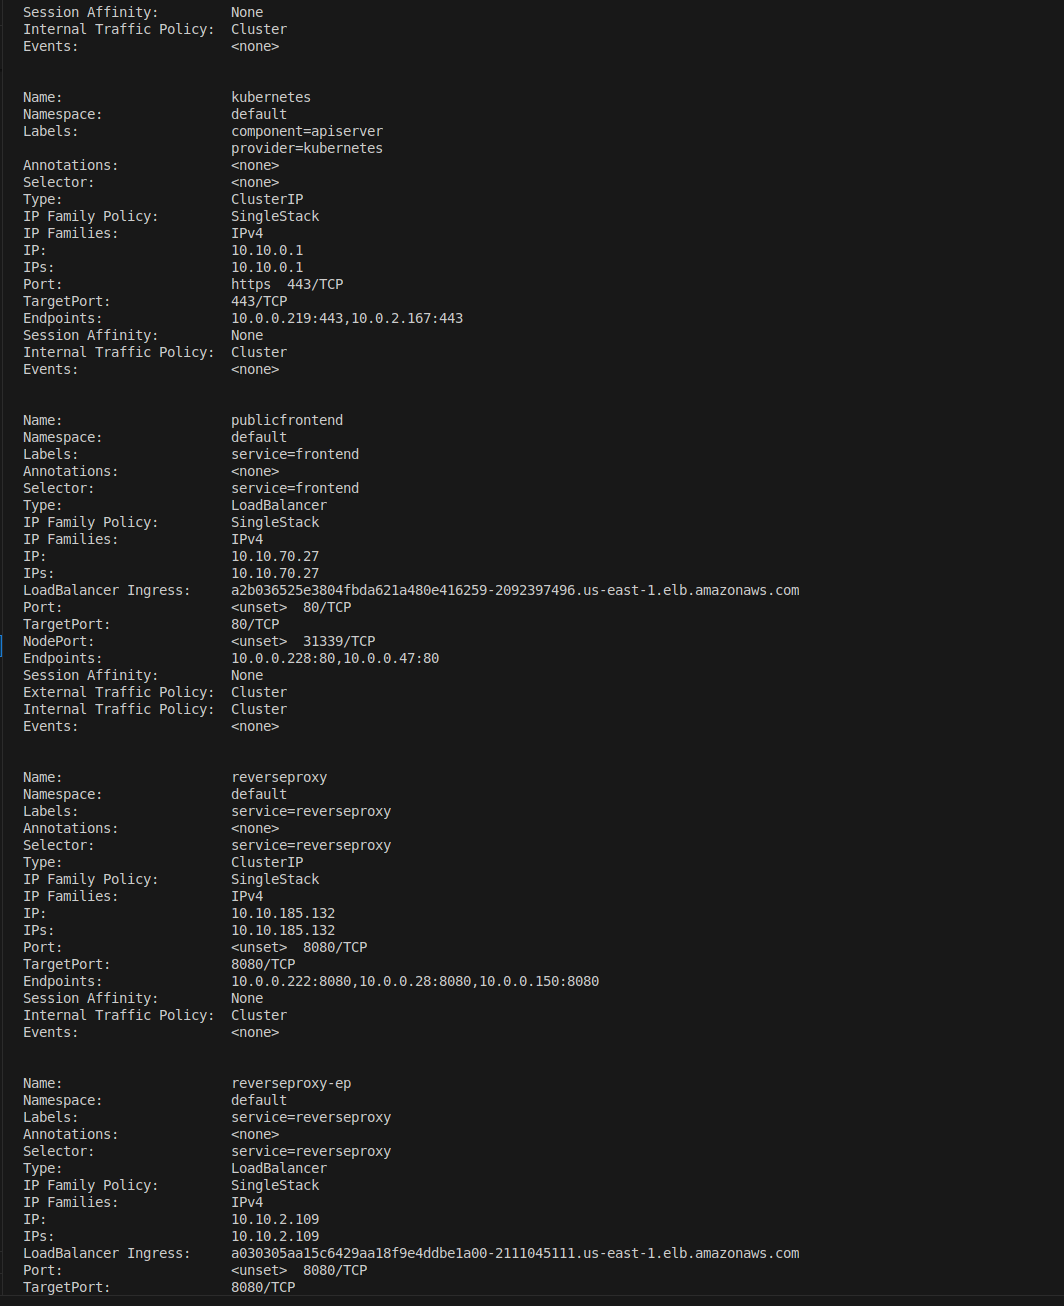 Session Affinity:         None
Internal Traffic Policy:  Cluster
Events:                   <none>
Name:                     kubernetes
Namespace:                default
Labels:                   component=apiserver
                          provider=kubernetes
Annotations:              <none>
Selector:                 <none>
Type:                     ClusterIP
IP Family Policy:         SingleStack
IP Families:              IPv4
IP:                       10.10.0.1
IPs:                      10.10.0.1
Port:                     https  443/TCP
TargetPort:               443/TCP
Endpoints:                10.0.0.219:443,10.0.2.167:443
Session Affinity:         None
Internal Traffic Policy:  Cluster
Events:                   <none>
Name:                     publicfrontend
Namespace:                default
Labels:                   service=frontend
Annotations:              <none>
Selector:                 service=frontend
Type:                     LoadBalancer
IP Family Policy:         SingleStack
IP Families:              IPv4
IP:                       10.10.70.27
IPs:                      10.10.70.27
LoadBalancer Ingress:     a2b036525e3804fbda621a480e416259-2092397496.us-east-1.elb.amazonaws.com
Port:                     <unset>  80/TCP
TargetPort:               80/TCP
NodePort:                 <unset>  31339/TCP
Endpoints:                10.0.0.228:80,10.0.0.47:80
Session Affinity:         None
External Traffic Policy:  Cluster
Internal Traffic Policy:  Cluster
Events:                   <none>
Name:                     reverseproxy
Namespace:                default
Labels:                   service=reverseproxy
Annotations:              <none>
Selector:                 service=reverseproxy
Type:                     ClusterIP
IP Family Policy:         SingleStack
IP Families:              IPv4
IP:                       10.10.185.132
IPs:                      10.10.185.132
Port:                     <unset>  8080/TCP
TargetPort:               8080/TCP
Endpoints:                10.0.0.222:8080,10.0.0.28:8080,10.0.0.150:8080
Session Affinity:         None
Internal Traffic Policy:  Cluster
Events:                   <none>
Name:                     reverseproxy-ep
Namespace:                default
Labels:                   service=reverseproxy
Annotations:              <none>
Selector:                 service=reverseproxy
Type:                     LoadBalancer
IP Family Policy:         SingleStack
IP Families:              IPv4
IP:                       10.10.2.109
IPs:                      10.10.2.109
LoadBalancer Ingress:     a030305aa15c6429aa18f9e4ddbe1a00-2111045111.us-east-1.elb.amazonaws.com
Port:                     <unset>  8080/TCP
TargetPort:               8080/TCP